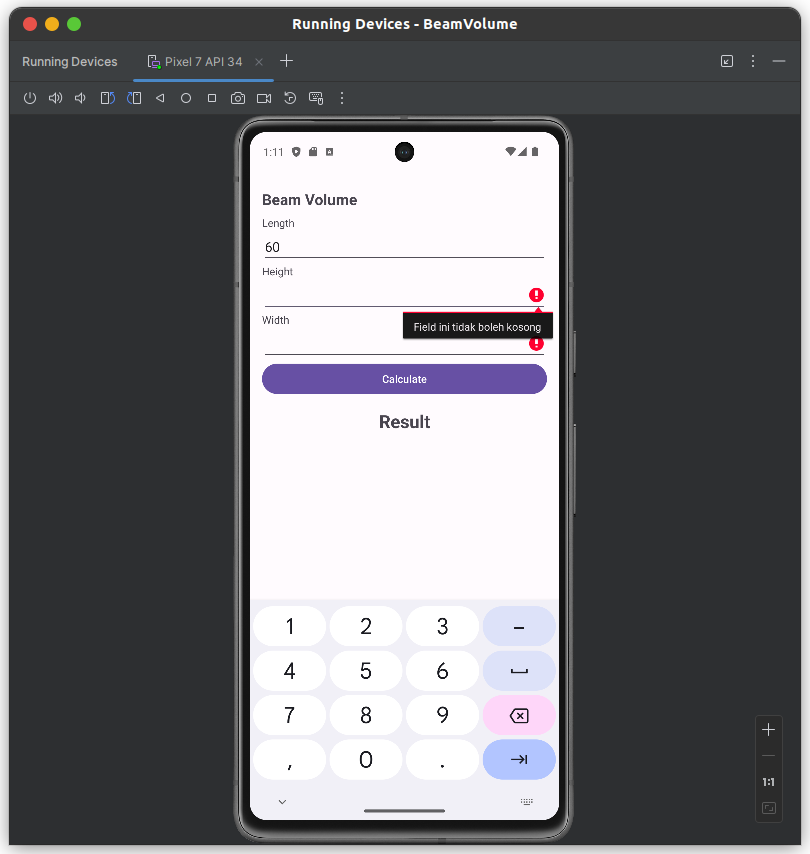 Running Devices - BeamVolume
Running Devices
Pixel 7 API 34
1:11
Beam Volume
Length
60
Height
Width
Field ini tidak boleh kosong
Calculate
Result
1 2 3 –
4 5 6
7 8 9
, 0 .
1:1